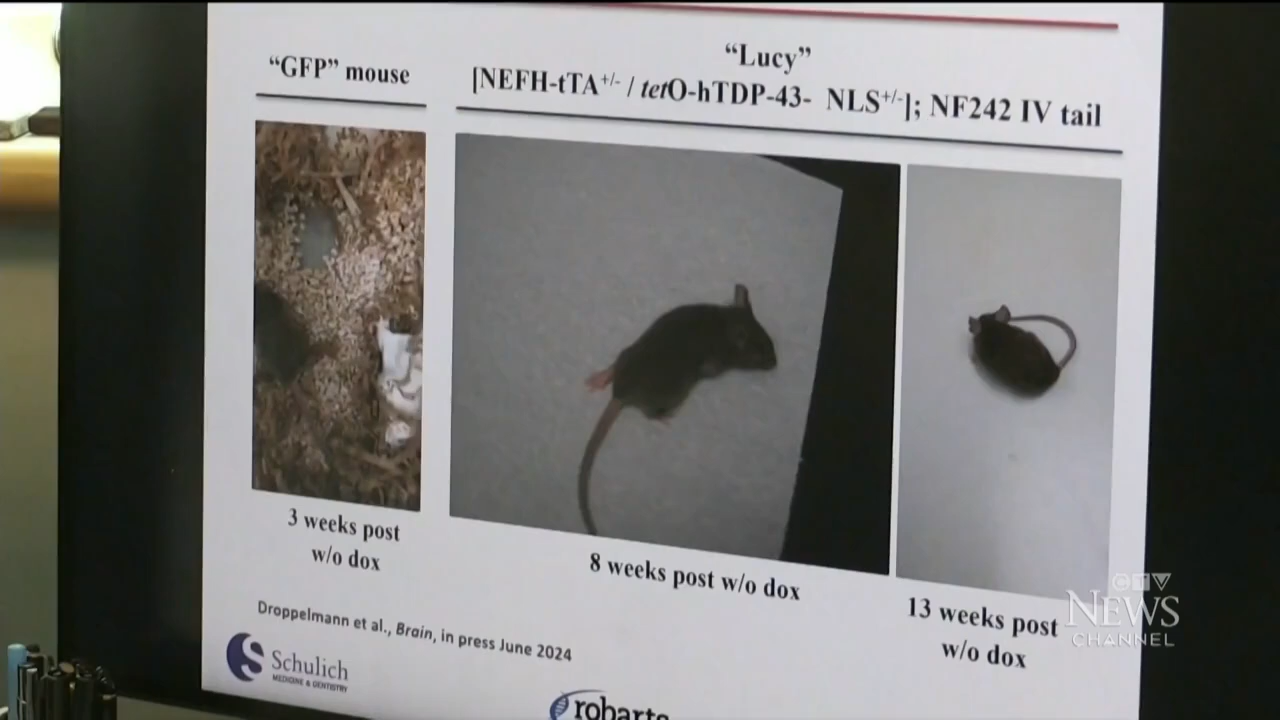 "GFP" mouse
"Lucy"
[NEFH-tTA+/- / tetO-hTDP-43- NLS+/-]; NF242 IV tail
3 weeks post
w/o dox
8 weeks post w/o dox
13 weeks post
w/o dox
Droppelmann et al., Brain, in press June 2024
Schulich
MEDICINE & DENTISTRY
robarts
CTV
NEWS
CHANNEL